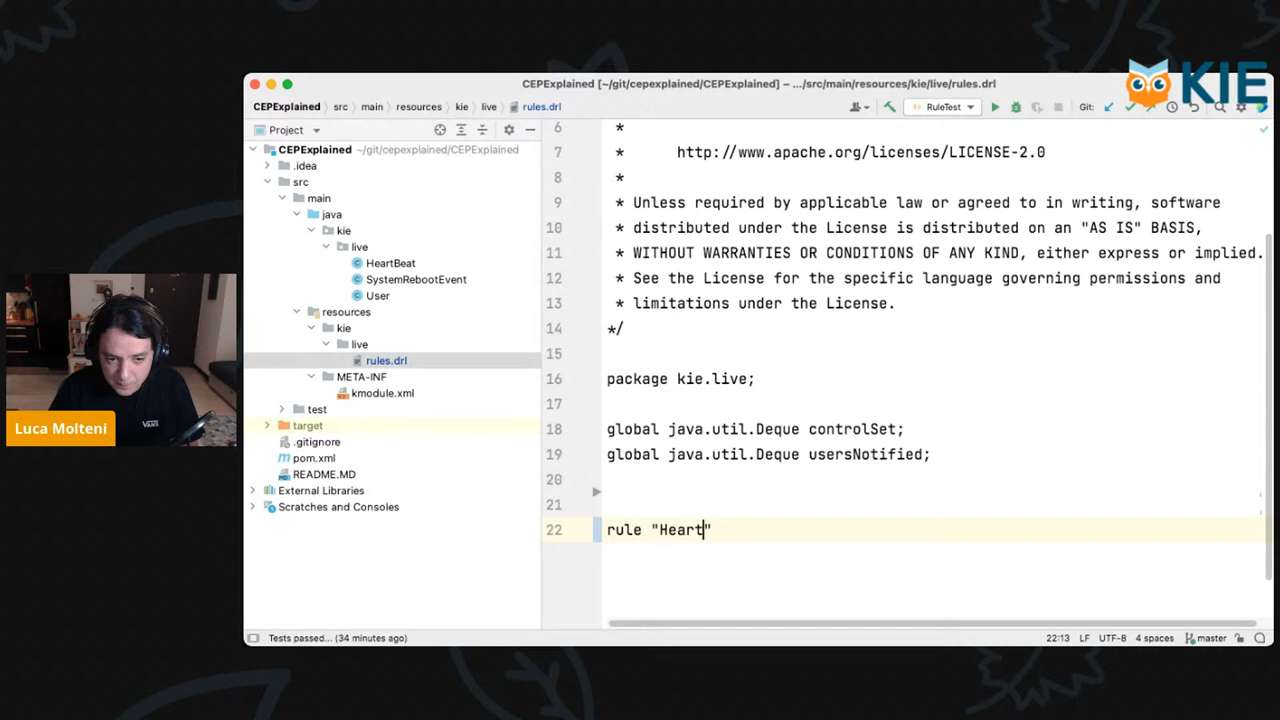 KIE
CEPExplained [~/git/cepexplained/CEPExplained] – .../src/main/resources/kie/live/rules.drl
CEPExplained src main resources kie live rules.drl RuleTest Git:
Project
CEPExplained ~/git/cepexplained/CEPExplained
.idea
src
main
java
kie
live
HeartBeat
SystemRebootEvent
User
resources
kie
live
rules.drl
META-INF
kmodule.xml
test
target
.gitignore
pom.xml
README.MD
External Libraries
Scratches and Consoles
6 *
7 * http://www.apache.org/licenses/LICENSE-2.0
8 *
9 * Unless required by applicable law or agreed to in writing, software
10 * distributed under the License is distributed on an "AS IS" BASIS,
11 * WITHOUT WARRANTIES OR CONDITIONS OF ANY KIND, either express or implied.
12 * See the License for the specific language governing permissions and
13 * limitations under the License.
14 */
15
16 package kie.live;
17
18 global java.util.Deque controlSet;
19 global java.util.Deque usersNotified;
20
21
22 rule "Heart"
Tests passed... (34 minutes ago) 22:13 LF UTF-8 4 spaces master
Luca Molteni
VANS